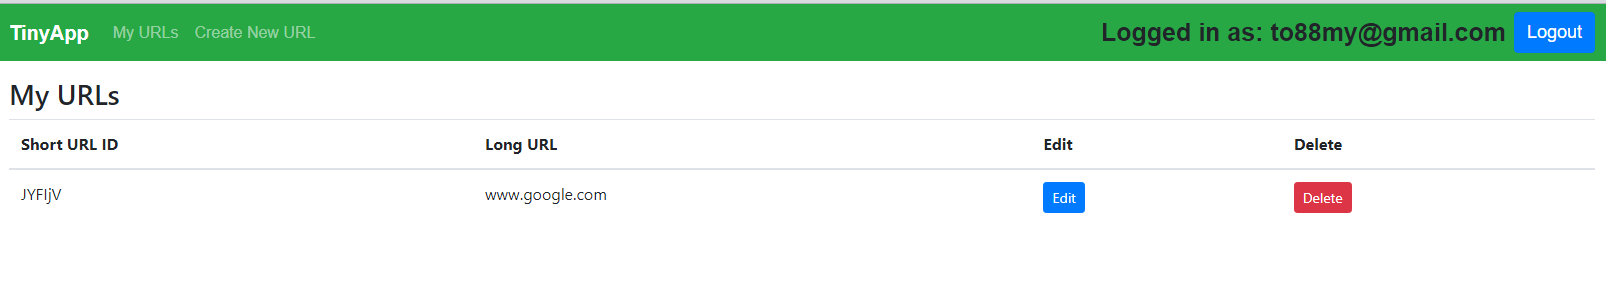 TinyApp My URLs Create New URL Logged in as: to88my@gmail.com Logout
My URLs
Short URL ID Long URL Edit Delete
JYFIjV www.google.com Edit Delete